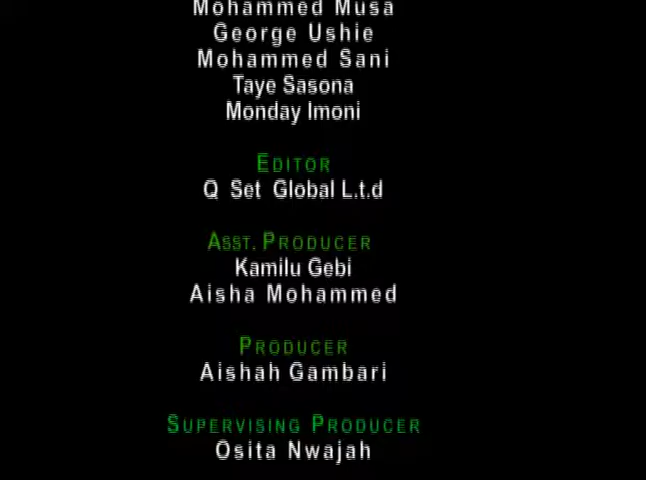 Mohammed Musa
George Ushie
Mohammed Sani
Taye Sasona
Monday Imoni
EDITOR
Q Set Global L.t.d
ASST. PRODUCER
Kamilu Gebi
Aisha Mohammed
PRODUCER
Aishah Gambari
SUPERVISING PRODUCER
Osita Nwajah